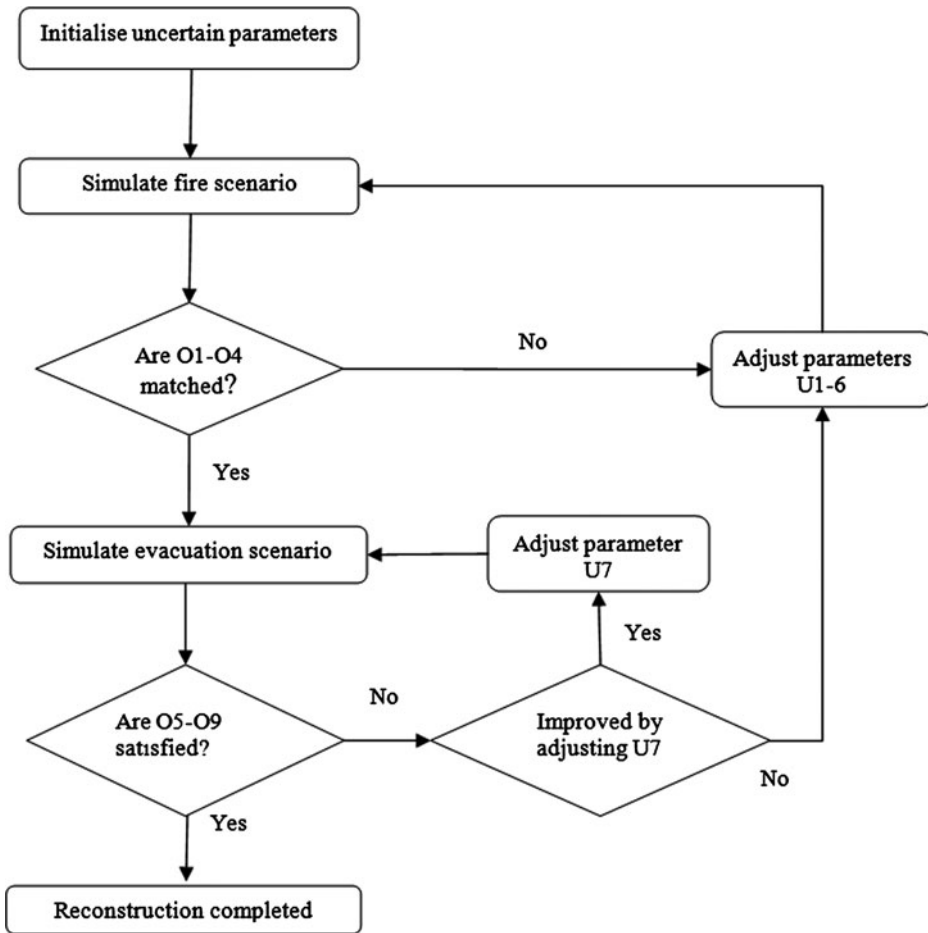 Initialise uncertain parameters
Simulate fire scenario
Are O1-O4
matched?
No
Adjust parameters
U1-6
Yes
Simulate evacuation scenario
Adjust parameter
U7
Yes
Are O5-O9
satisfied?
No
Improved by
adjusting U7
No
Yes
Reconstruction completed